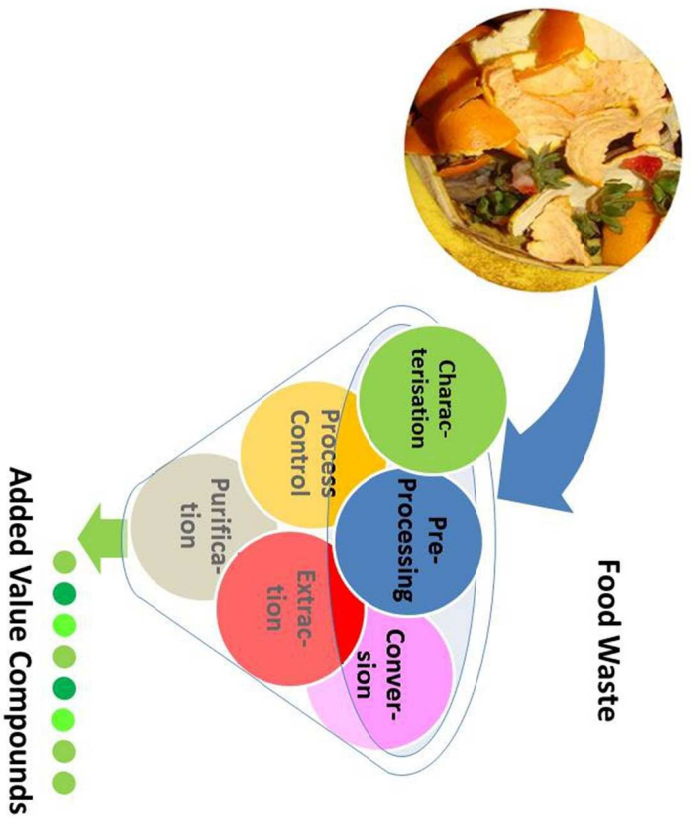 Food Waste
Charac-
terisation
Pre-
Processing
Conver-
sion
Process
Control
Extrac-
tion
Purifica-
tion
Added Value Compounds